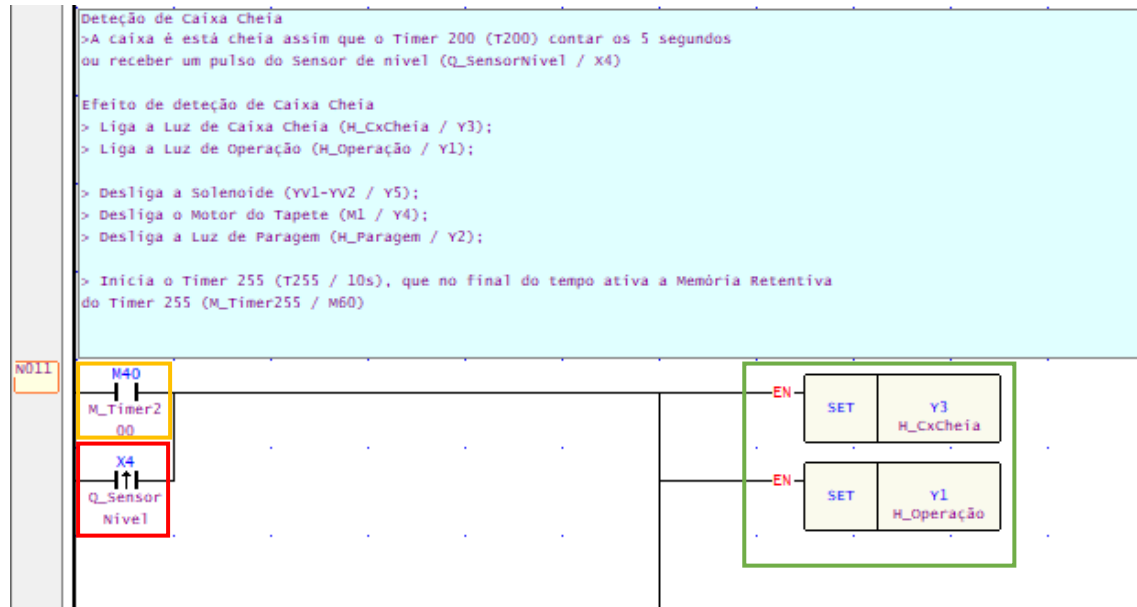 Deteção de Caixa Cheia
>A caixa é está cheia assim que o Timer 200 (T200) contar os 5 segundos
ou receber um pulso do Sensor de nivel (Q_SensorNivel / X4)
Efeito de deteção de Caixa Cheia
> Liga a Luz de Caixa Cheia (H_CxCheia / Y3);
> Liga a Luz de Operação (H_Operação / Y1);
> Desliga a Solenoide (YV1-YV2 / Y5);
> Desliga o Motor do Tapete (M1 / Y4);
> Desliga a Luz de Paragem (H_Paragem / Y2);
> Inicia o Timer 255 (T255 / 10s), que no final do tempo ativa a Memória Retentiva
do Timer 255 (M_Timer255 / M60)
N011
M40
M_Timer2
00
EN
SET
Y3
H_CxCheia
X4
Q_Sensor
Nivel
EN
SET
Y1
H_Operação